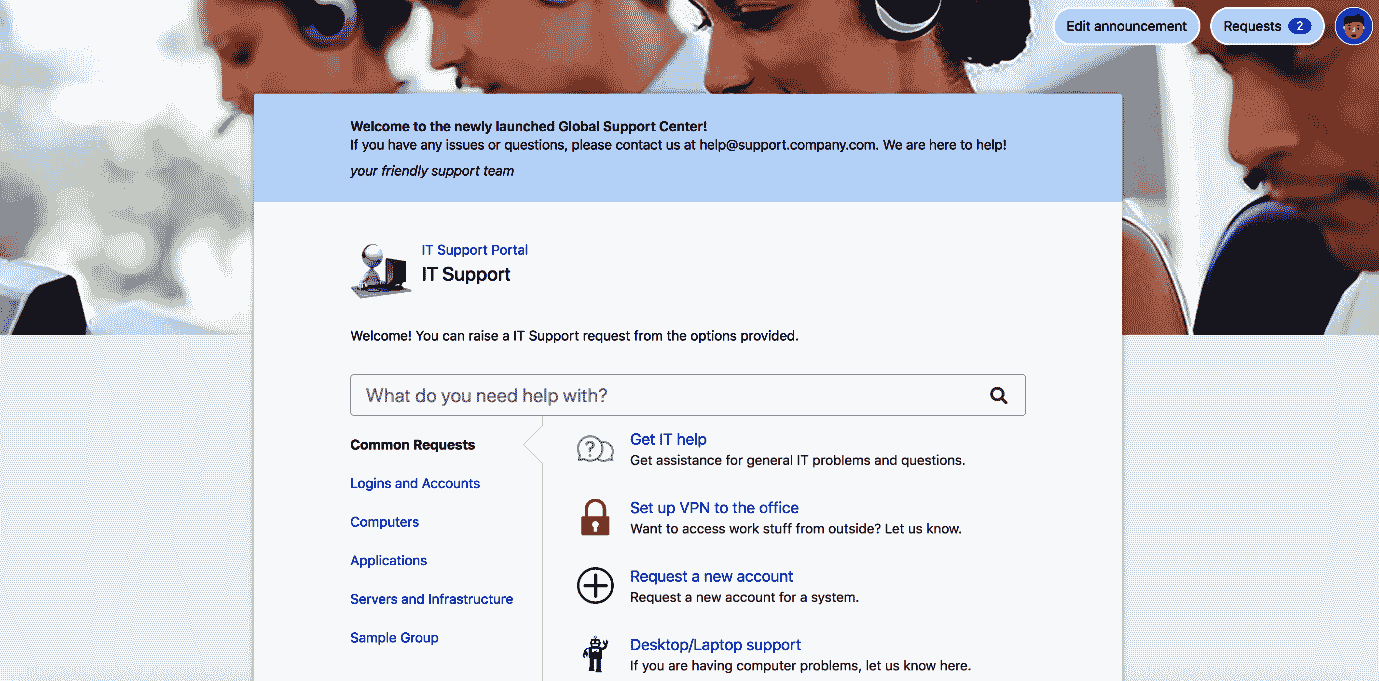 Edit announcement
Requests 2
Welcome to the newly launched Global Support Center!
If you have any issues or questions, please contact us at help@support.company.com. We are here to help!
your friendly support team
IT Support Portal
IT Support
Welcome! You can raise a IT Support request from the options provided.
What do you need help with?
Common Requests
Logins and Accounts
Computers
Applications
Servers and Infrastructure
Sample Group
Get IT help
Get assistance for general IT problems and questions.
Set up VPN to the office
Want to access work stuff from outside? Let us know.
Request a new account
Request a new account for a system.
Desktop/Laptop support
If you are having computer problems, let us know here.